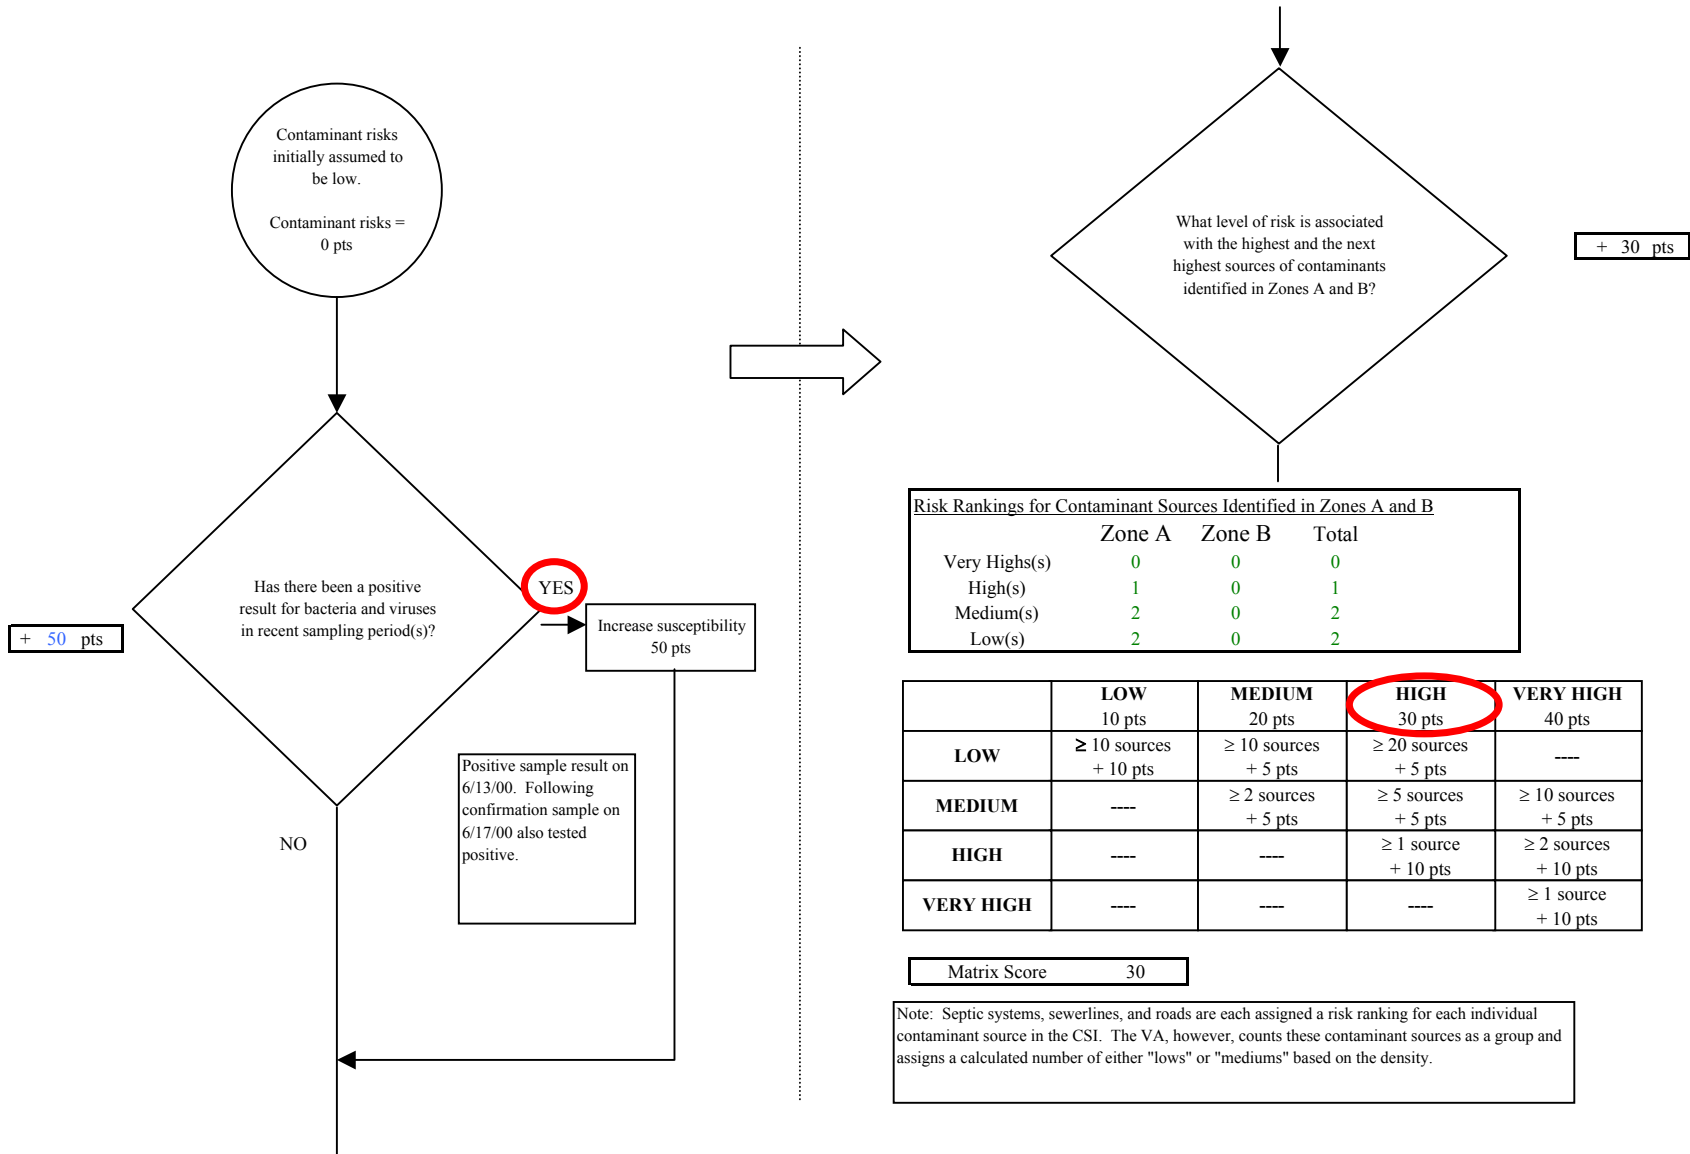 Contaminant risks
initially assumed to
be low.
Contaminant risks =
0 pts
Has there been a positive
result for bacteria and viruses
in recent sampling period(s)?
YES
+ 50 pts
Increase susceptibility
50 pts
Positive sample result on
6/13/00. Following
confirmation sample on
6/17/00 also tested
positive.
NO
What level of risk is associated
with the highest and the next
highest sources of contaminants
identified in Zones A and B?
+ 30 pts
Risk Rankings for Contaminant Sources Identified in Zones A and B
Zone A Zone B Total
Very Highs(s) 0 0 0
High(s) 1 0 1
Medium(s) 2 0 2
Low(s) 2 0 2
LOW MEDIUM HIGH VERY HIGH
10 pts 20 pts 30 pts 40 pts
LOW ≥ 10 sources ≥ 10 sources ≥ 20 sources ----
+ 10 pts + 5 pts + 5 pts
MEDIUM ---- ≥ 2 sources ≥ 5 sources ≥ 10 sources
+ 5 pts + 5 pts + 5 pts
HIGH ---- ---- ≥ 1 source ≥ 2 sources
+ 10 pts + 10 pts
VERY HIGH ---- ---- ---- ≥ 1 source
+ 10 pts
Matrix Score 30
Note: Septic systems, sewerlines, and roads are each assigned a risk ranking for each individual
contaminant source in the CSI. The VA, however, counts these contaminant sources as a group and
assigns a calculated number of either "lows" or "mediums" based on the density.